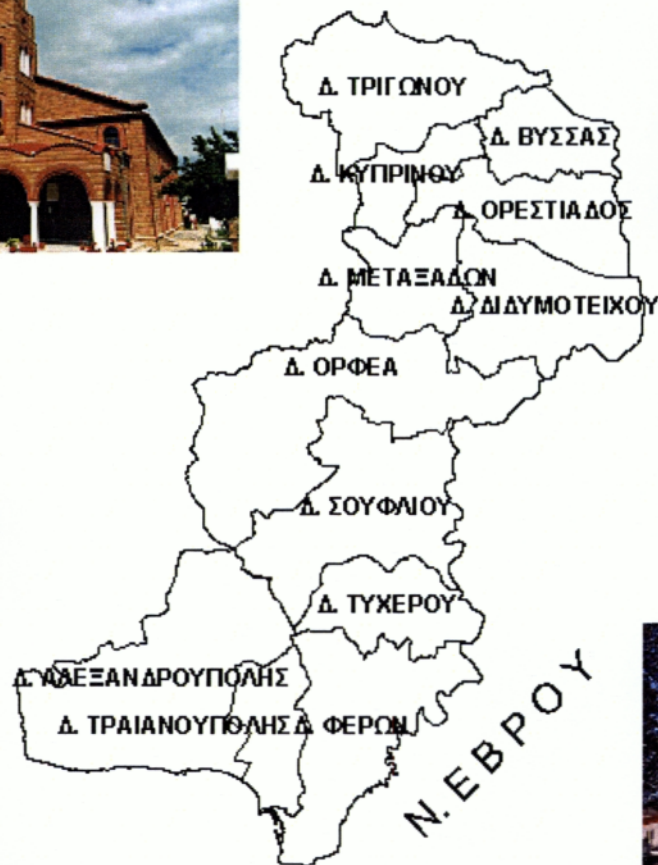 Δ. ΤΡΙΓΩΝΟΥ
Δ. ΒΥΣΣΑΣ
Δ. ΚΥΠΡΙΝΟΥ
Δ. ΟΡΕΣΤΙΑΔΟΣ
Δ. ΜΕΤΑΞΑΔΩΝ
Δ. ΔΙΔΥΜΟΤΕΙΧΟΥ
Δ. ΟΡΦΕΑ
Δ. ΣΟΥΦΛΙΟΥ
Δ. ΤΥΧΕΡΟΥ
Δ. ΑΛΕΞΑΝΔΡΟΥΠΟΛΗΣ
Δ. ΤΡΑΙΑΝΟΥΠΟΛΗΣ
Δ. ΦΕΡΩΝ
Ν. ΕΒΡΟΥ